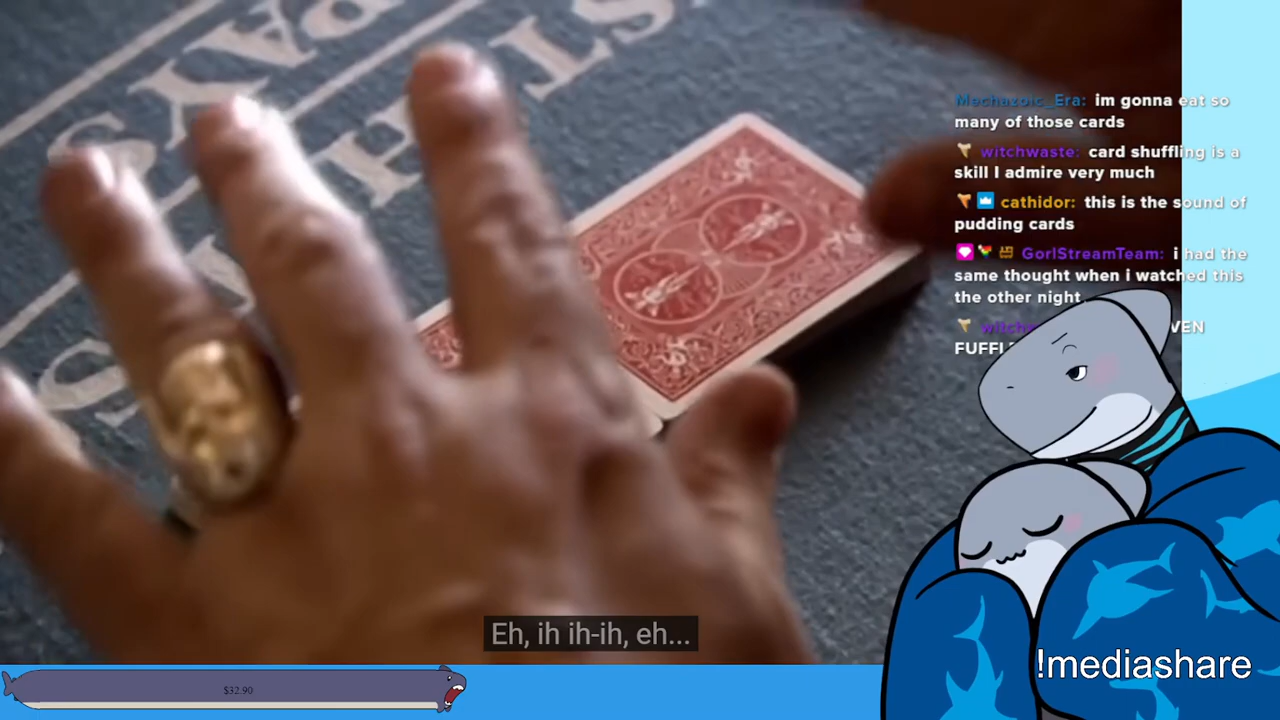 PAYS
Mechazoic_Era: im gonna eat so
many of those cards
witchwaste: card shuffling is a
skill I admire very much
cathidor: this is the sound of
pudding cards
GorlStreamTeam: i had the
same thought when i watched this
the other night
Eh, ih ih-ih, eh...
!mediashare
$32.90